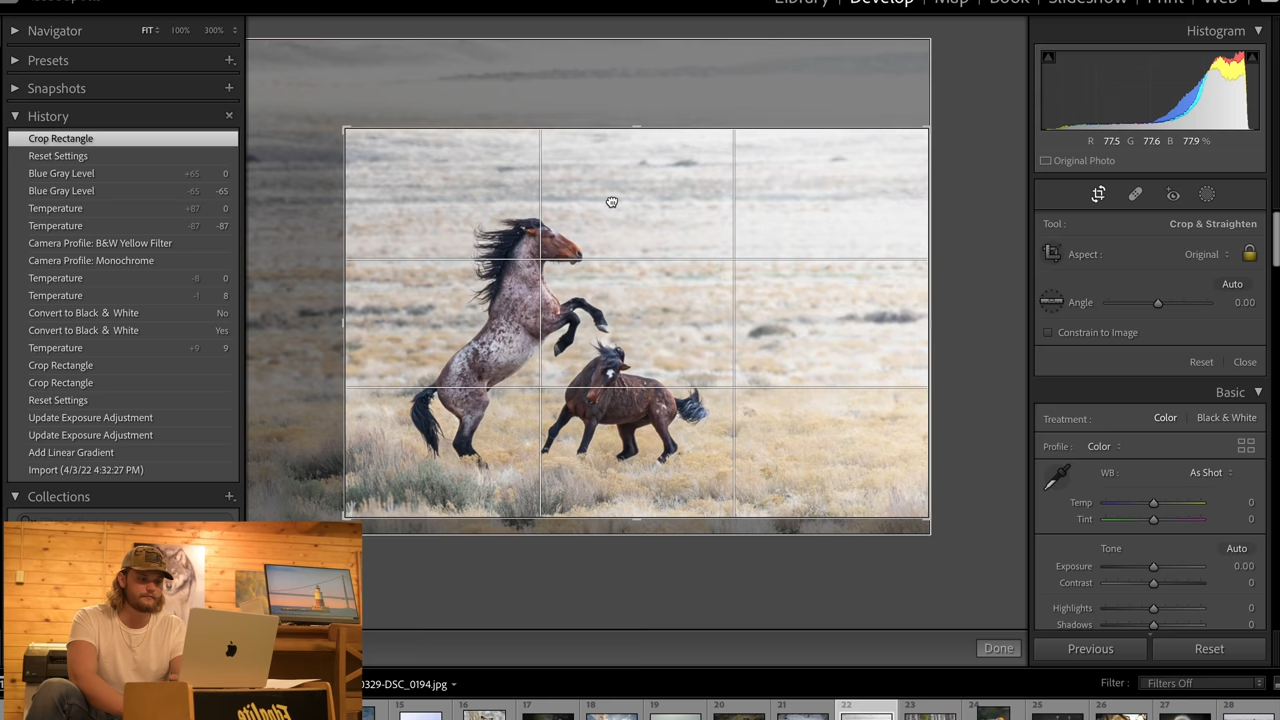 Library | Develop | Map | Book | Slideshow | Print | Web
Navigator FIT 100% 300%
Presets
Snapshots
History
Crop Rectangle
Reset Settings
Blue Gray Level +65 0
Blue Gray Level -65 -65
Temperature +87 0
Temperature -87 -87
Camera Profile: B&W Yellow Filter
Camera Profile: Monochrome
Temperature -8 0
Temperature -1 8
Convert to Black & White No
Convert to Black & White Yes
Temperature +9 9
Crop Rectangle
Crop Rectangle
Reset Settings
Update Exposure Adjustment
Update Exposure Adjustment
Add Linear Gradient
Import (4/3/22 4:32:27 PM)
Collections
Histogram
R 77.5 G 77.6 B 77.9 %
Original Photo
Tool : Crop & Straighten
Aspect : Original
Auto
Angle 0.00
Constrain to Image
Reset Close
Basic
Treatment : Color Black & White
Profile : Color
WB : As Shot
Temp 0
Tint 0
Tone Auto
Exposure 0.00
Contrast 0
Highlights 0
Shadows 0
Done
Previous Reset
0329-DSC_0194.jpg
Filter : Filters Off
15 16 17 18 19 20 21 22 23 24 25 26 27 28